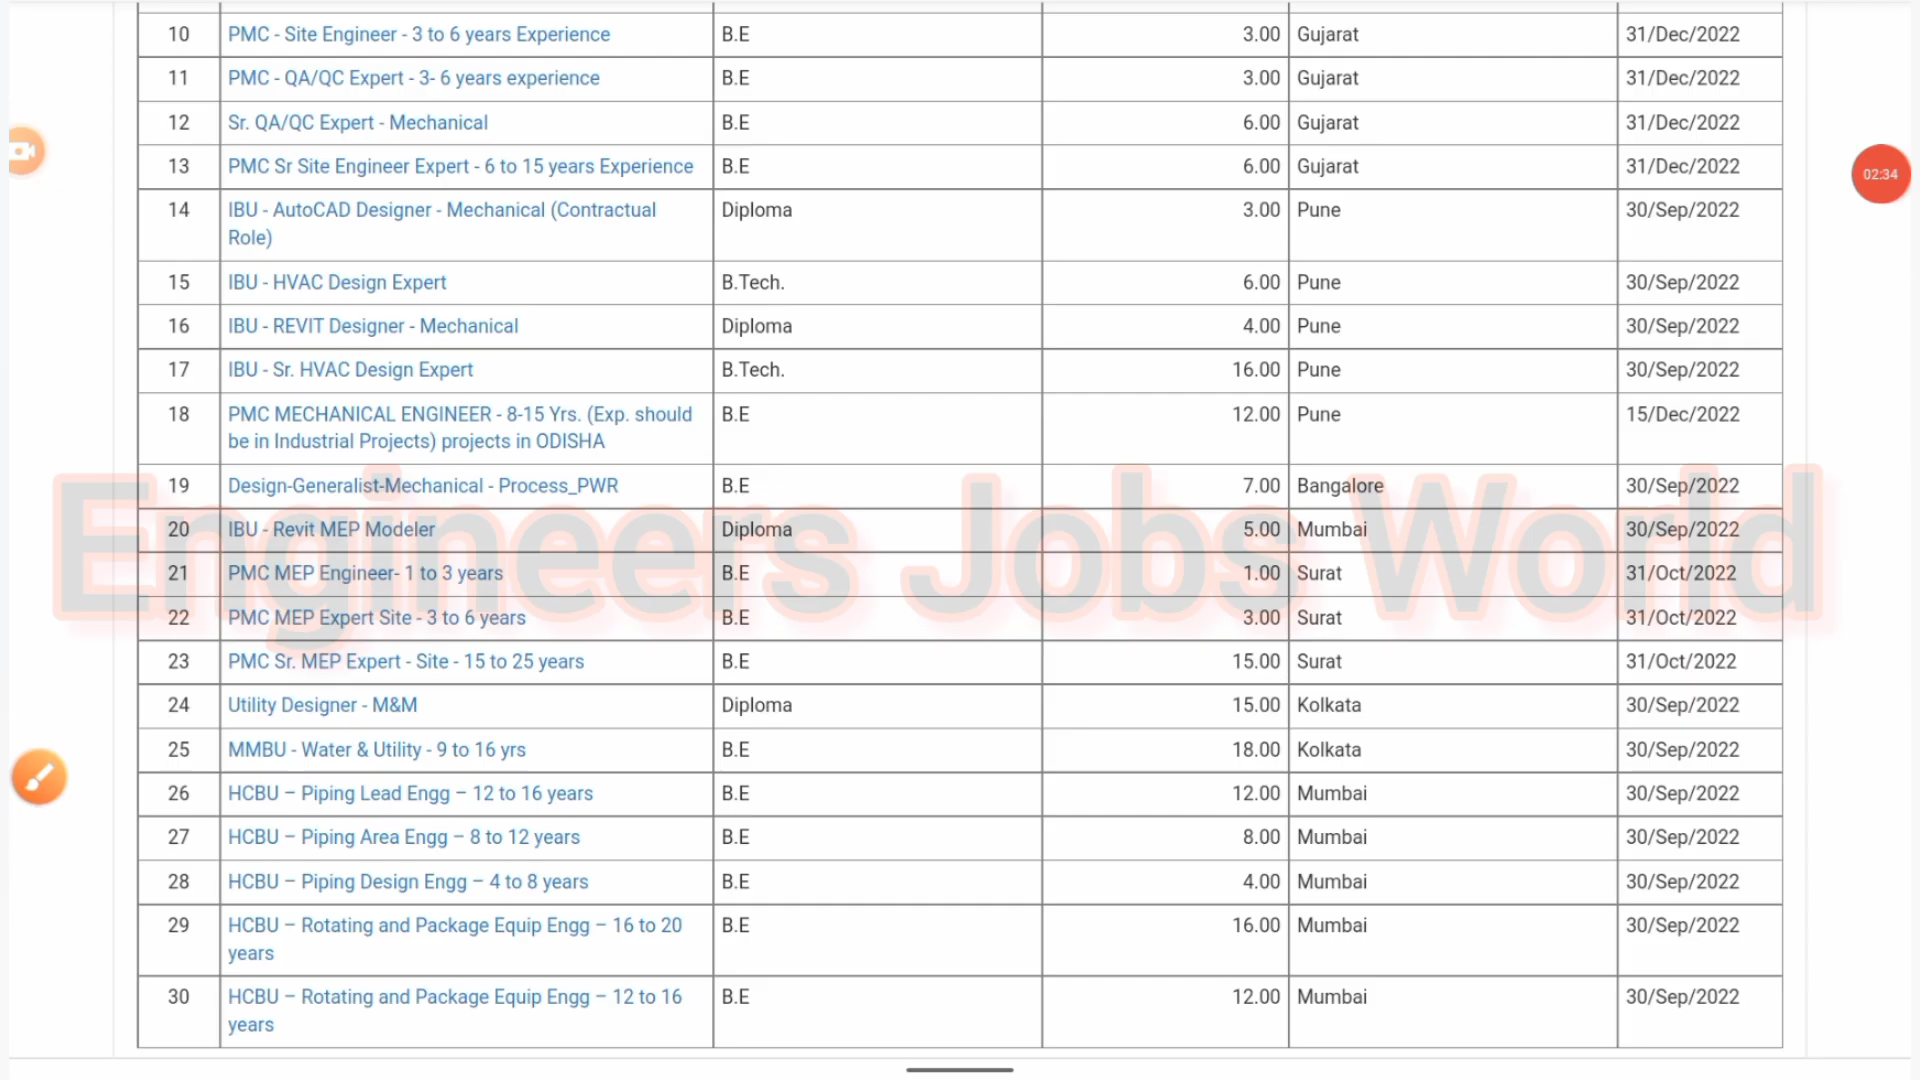 10 PMC - Site Engineer - 3 to 6 years Experience B.E 3.00 Gujarat 31/Dec/2022
11 PMC - QA/QC Expert - 3- 6 years experience B.E 3.00 Gujarat 31/Dec/2022
12 Sr. QA/QC Expert - Mechanical B.E 6.00 Gujarat 31/Dec/2022
13 PMC Sr Site Engineer Expert - 6 to 15 years Experience B.E 6.00 Gujarat 31/Dec/2022
02:34
14 IBU - AutoCAD Designer - Mechanical (Contractual Diploma 3.00 Pune 30/Sep/2022
Role)
15 IBU - HVAC Design Expert B.Tech. 6.00 Pune 30/Sep/2022
16 IBU - REVIT Designer - Mechanical Diploma 4.00 Pune 30/Sep/2022
17 IBU - Sr. HVAC Design Expert B.Tech. 16.00 Pune 30/Sep/2022
18 PMC MECHANICAL ENGINEER - 8-15 Yrs. (Exp. should B.E 12.00 Pune 15/Dec/2022
be in Industrial Projects) projects in ODISHA
19 Design-Generalist-Mechanical - Process_PWR B.E 7.00 Bangalore 30/Sep/2022
20 IBU - Revit MEP Modeler Diploma 5.00 Mumbai 30/Sep/2022
Engineers Jobs World
21 PMC MEP Engineer- 1 to 3 years B.E 1.00 Surat 31/Oct/2022
22 PMC MEP Expert Site - 3 to 6 years B.E 3.00 Surat 31/Oct/2022
23 PMC Sr. MEP Expert - Site - 15 to 25 years B.E 15.00 Surat 31/Oct/2022
24 Utility Designer - M&M Diploma 15.00 Kolkata 30/Sep/2022
25 MMBU - Water & Utility - 9 to 16 yrs B.E 18.00 Kolkata 30/Sep/2022
26 HCBU – Piping Lead Engg – 12 to 16 years B.E 12.00 Mumbai 30/Sep/2022
27 HCBU – Piping Area Engg – 8 to 12 years B.E 8.00 Mumbai 30/Sep/2022
28 HCBU – Piping Design Engg – 4 to 8 years B.E 4.00 Mumbai 30/Sep/2022
29 HCBU – Rotating and Package Equip Engg – 16 to 20 B.E 16.00 Mumbai 30/Sep/2022
years
30 HCBU – Rotating and Package Equip Engg – 12 to 16 B.E 12.00 Mumbai 30/Sep/2022
years